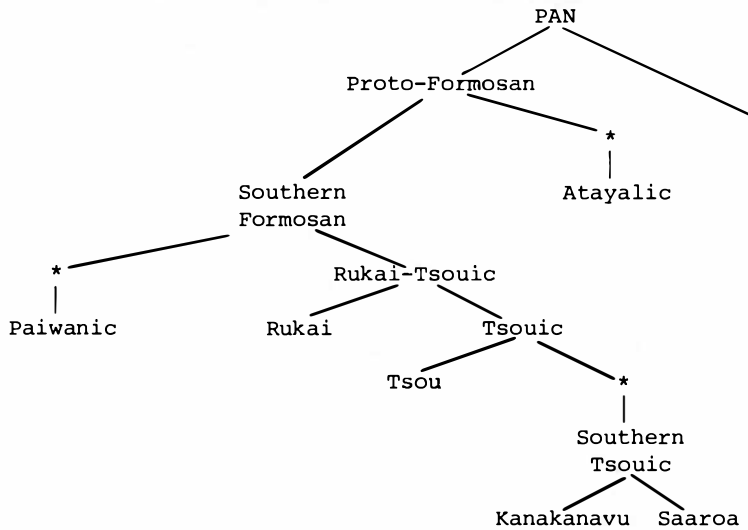 PAN
Proto-Formosan
*
Southern
Formosan
Atayalic
*
Rukai-Tsouic
Paiwanic
Rukai
Tsouic
Tsou
*
Southern
Tsouic
Kanakanavu
Saaroa